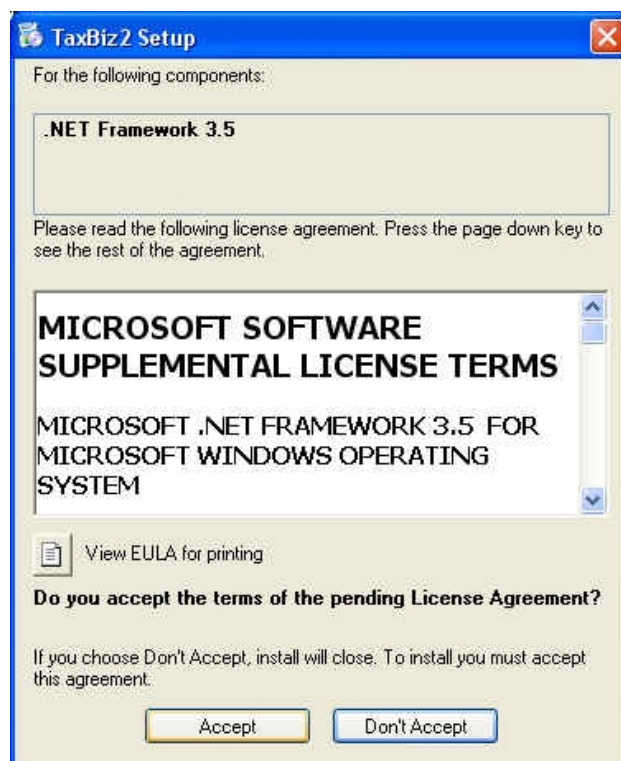 TaxBiz2 Setup
For the following components:
.NET Framework 3.5
Please read the following license agreement. Press the page down key to
see the rest of the agreement.
MICROSOFT SOFTWARE
SUPPLEMENTAL LICENSE TERMS
MICROSOFT .NET FRAMEWORK 3.5 FOR
MICROSOFT WINDOWS OPERATING
SYSTEM
View EULA for printing
Do you accept the terms of the pending License Agreement?
If you choose Don't Accept, install will close. To install you must accept
this agreement.
Accept Don't Accept